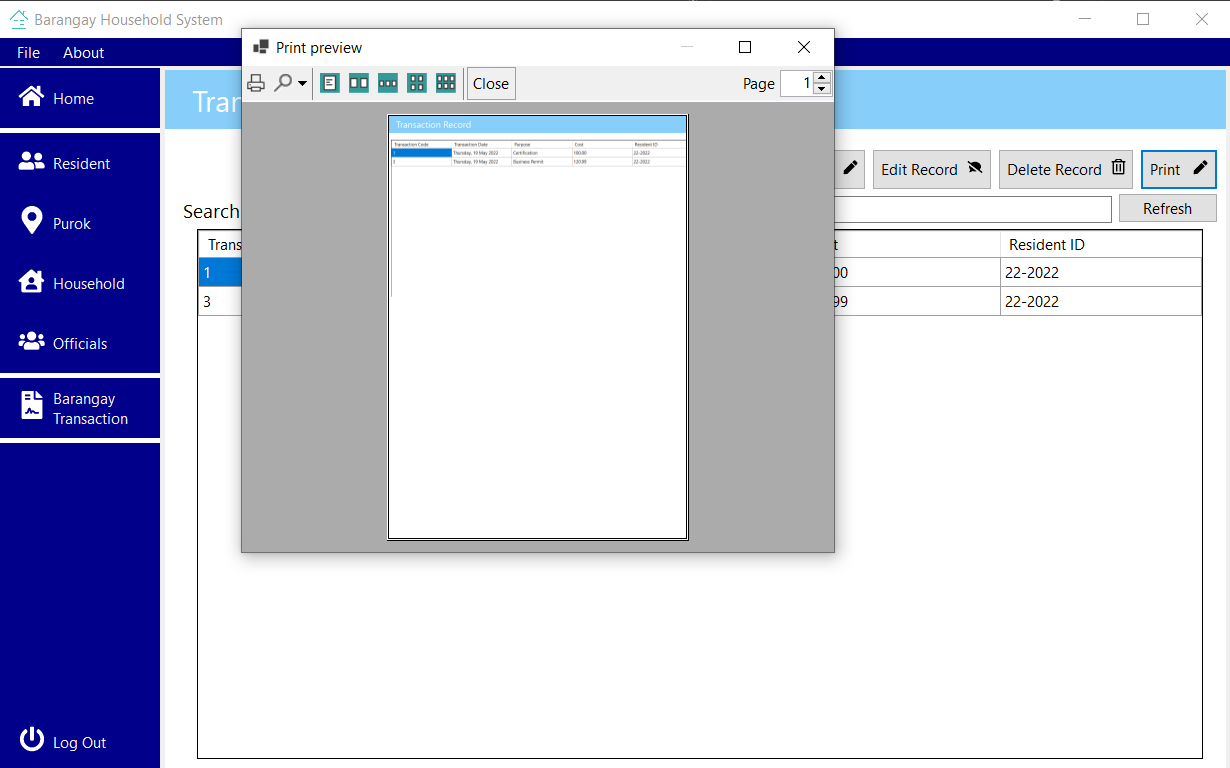 Barangay Household System
File About
Print preview
Close
Page 1
Home
Tra
Resident
Purok
Household
Officials
Barangay
Transaction
Log Out
Edit Record
Delete Record
Print
Search
Refresh
Trans t Resident ID
1 00 22-2022
3 99 22-2022
Transaction Record
Transaction Code Transaction Date Purpose Cost Resident ID
1 Thursday, 19 May 2022 Certification 100.00 22-2022
3 Thursday, 19 May 2022 Business Permit 120.99 22-2022